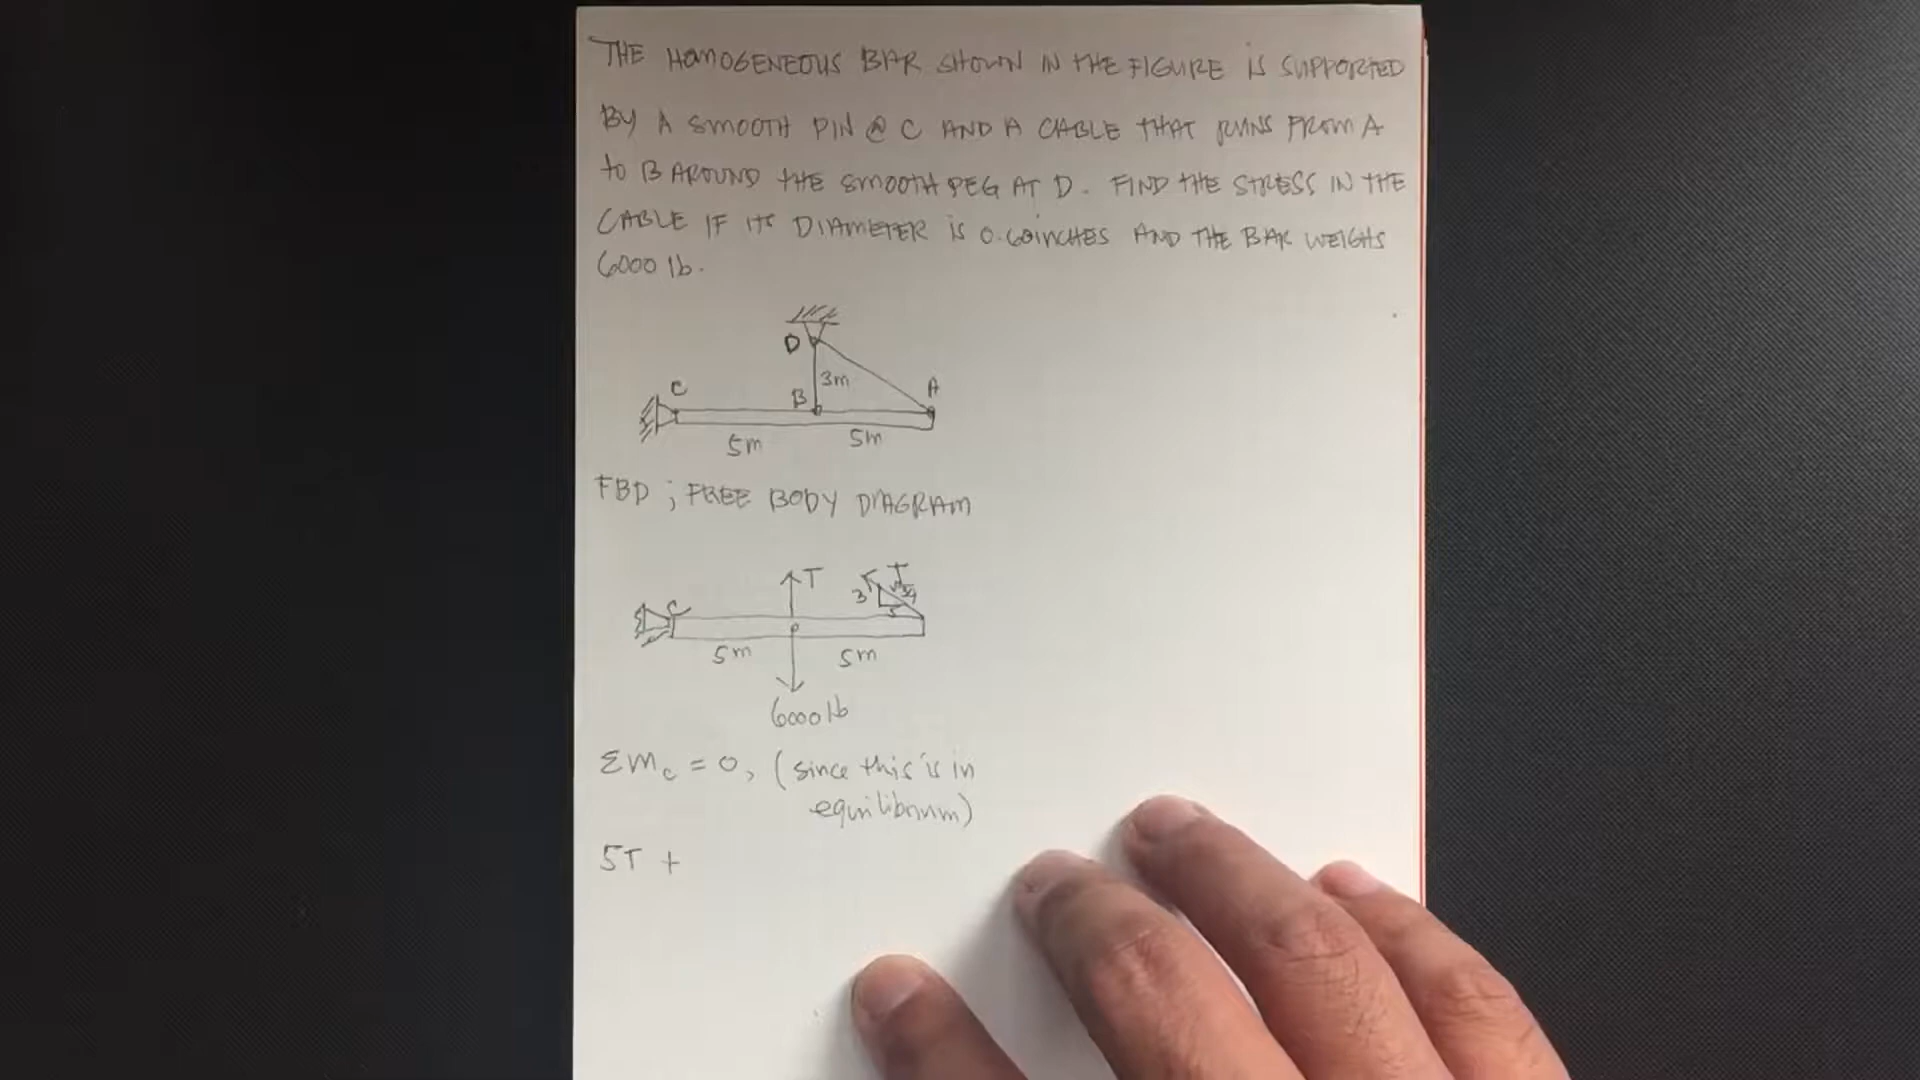 THE HOMOGENEOUS BAR SHOWN IN THE FIGURE IS SUPPORTED
BY A SMOOTH PIN @ C AND A CABLE THAT RUNS FROM A
to B AROUND THE SMOOTH PEG AT D. FIND THE STRESS IN THE
CABLE IF ITS DIAMETER IS 0.60INCHES AND THE BAR WEIGHS
6000 lb.
D
3m
C
B
A
5m
5m
FBD ; FREE BODY DIAGRAM
T
T
3
√34
5
C
5m
5m
6000 lb
ΣMc = 0, (since this is in
equilibrium)
5T +